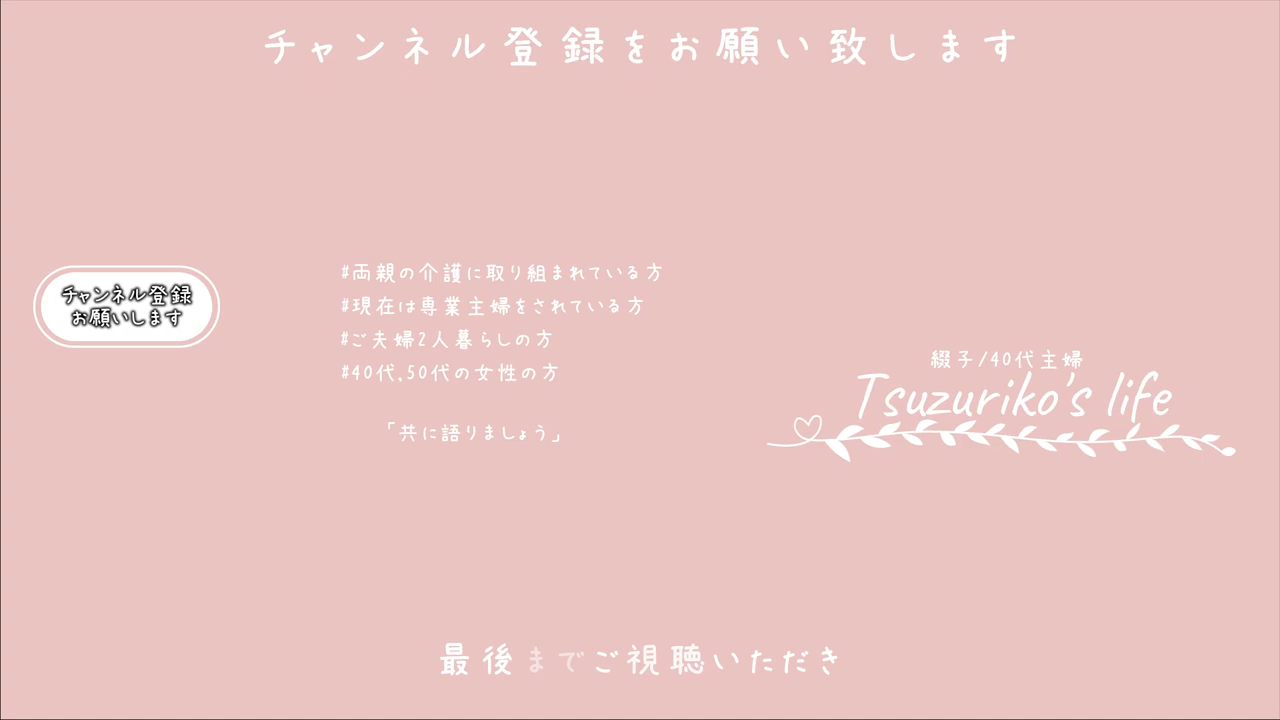 チャンネル登録をお願い致します
チャンネル登録
お願いします
#両親の介護に取り組まれている方
#現在は専業主婦をされている方
#ご夫婦2人暮らしの方
#40代,50代の女性の方
「共に語りましょう」
綴子/40代主婦
Tsuzuriko's life
最後までご視聴いただき